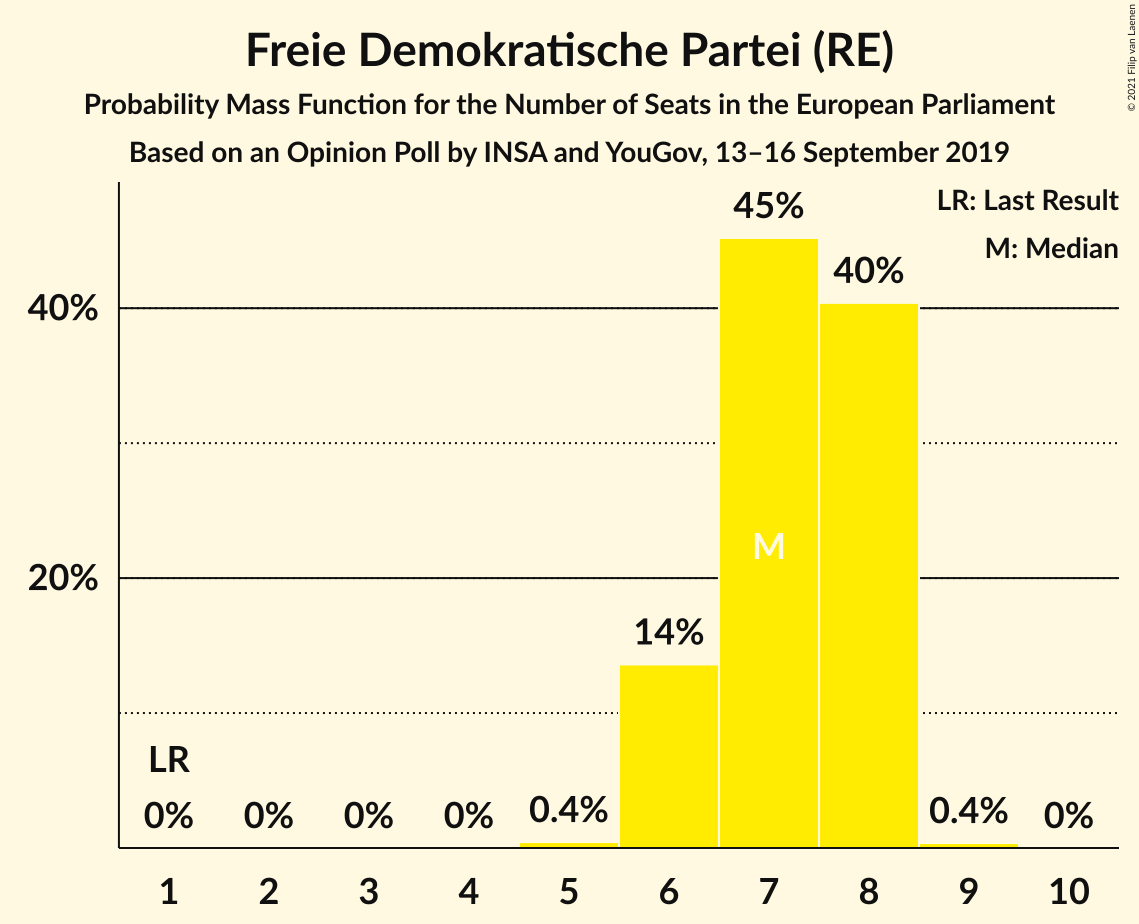 Freie Demokratische Partei (RE)
Probability Mass Function for the Number of Seats in the European Parliament
Based on an Opinion Poll by INSA and YouGov, 13–16 September 2019
© 2021 Filip van Laenen
LR: Last Result
M: Median
45%
40%
40%
M
20%
14%
LR
0% 0% 0% 0% 0.4% 0.4% 0%
1 2 3 4 5 6 7 8 9 10